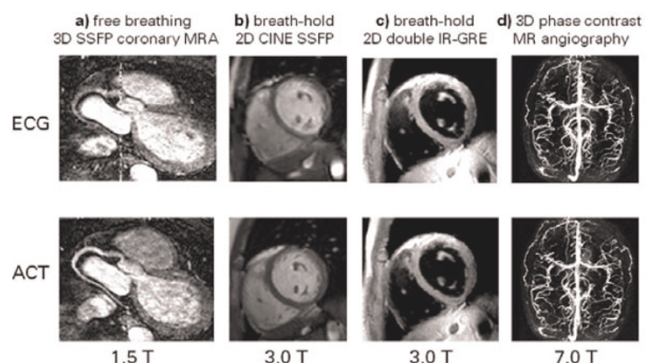 a) free breathing
3D SSFP coronary MRA
b) breath-hold
2D CINE SSFP
c) breath-hold
2D double IR-GRE
d) 3D phase contrast
MR angiography
ECG
ACT
1.5 T
3.0 T
3.0 T
7.0 T